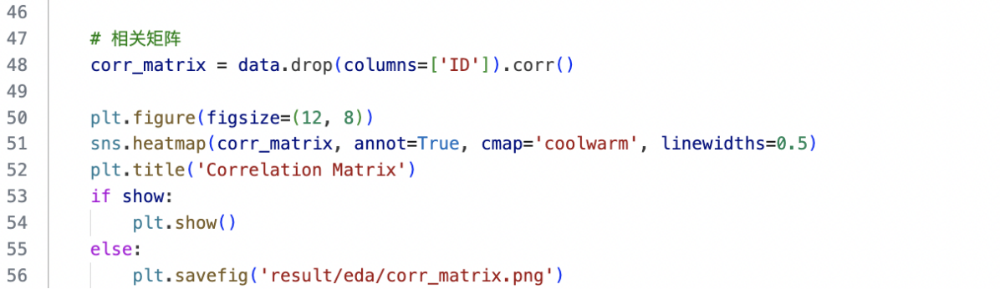 46
47 # 相关矩阵
48 corr_matrix = data.drop(columns=['ID']).corr()
49
50 plt.figure(figsize=(12, 8))
51 sns.heatmap(corr_matrix, annot=True, cmap='coolwarm', linewidths=0.5)
52 plt.title('Correlation Matrix')
53 if show:
54     plt.show()
55 else:
56     plt.savefig('result/eda/corr_matrix.png')